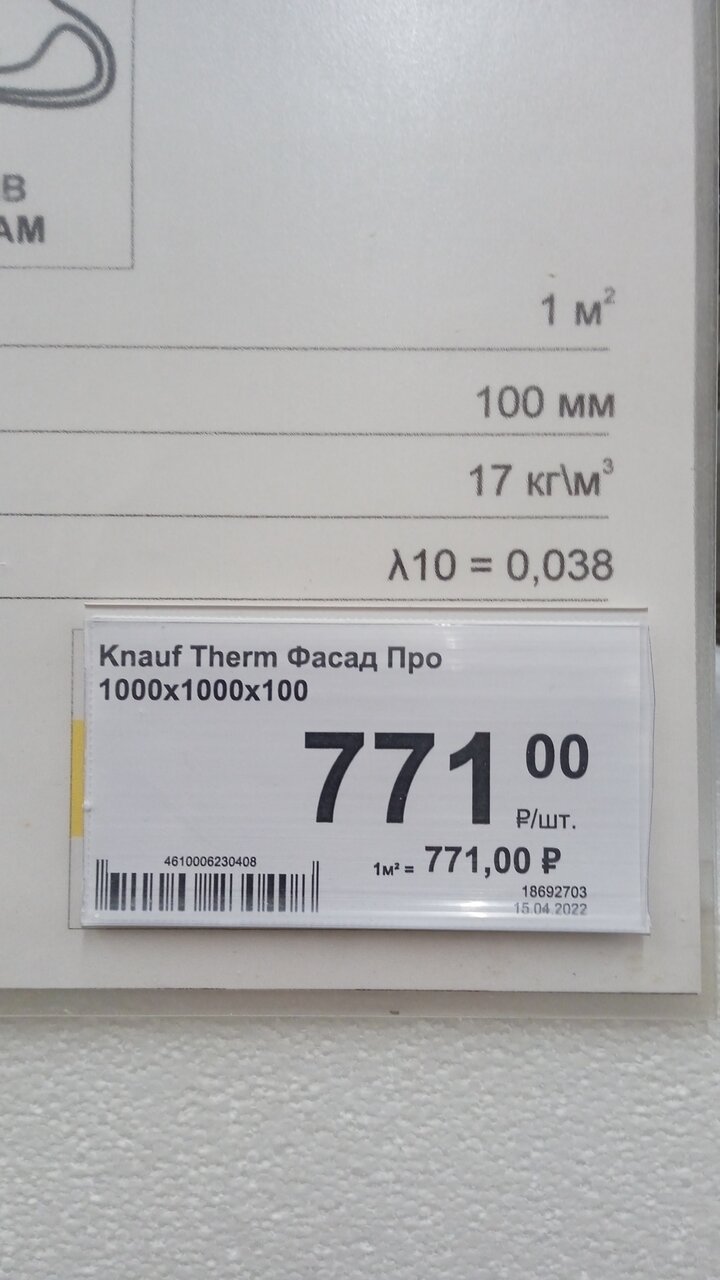 В
АМ
1 м²
100 мм
17 кг\м³
λ10 = 0,038
Knauf Therm Фасад Про
1000x1000x100
771 00
₽/шт.
1м² = 771,00 ₽
4610006230408
18692703
15.04.2022